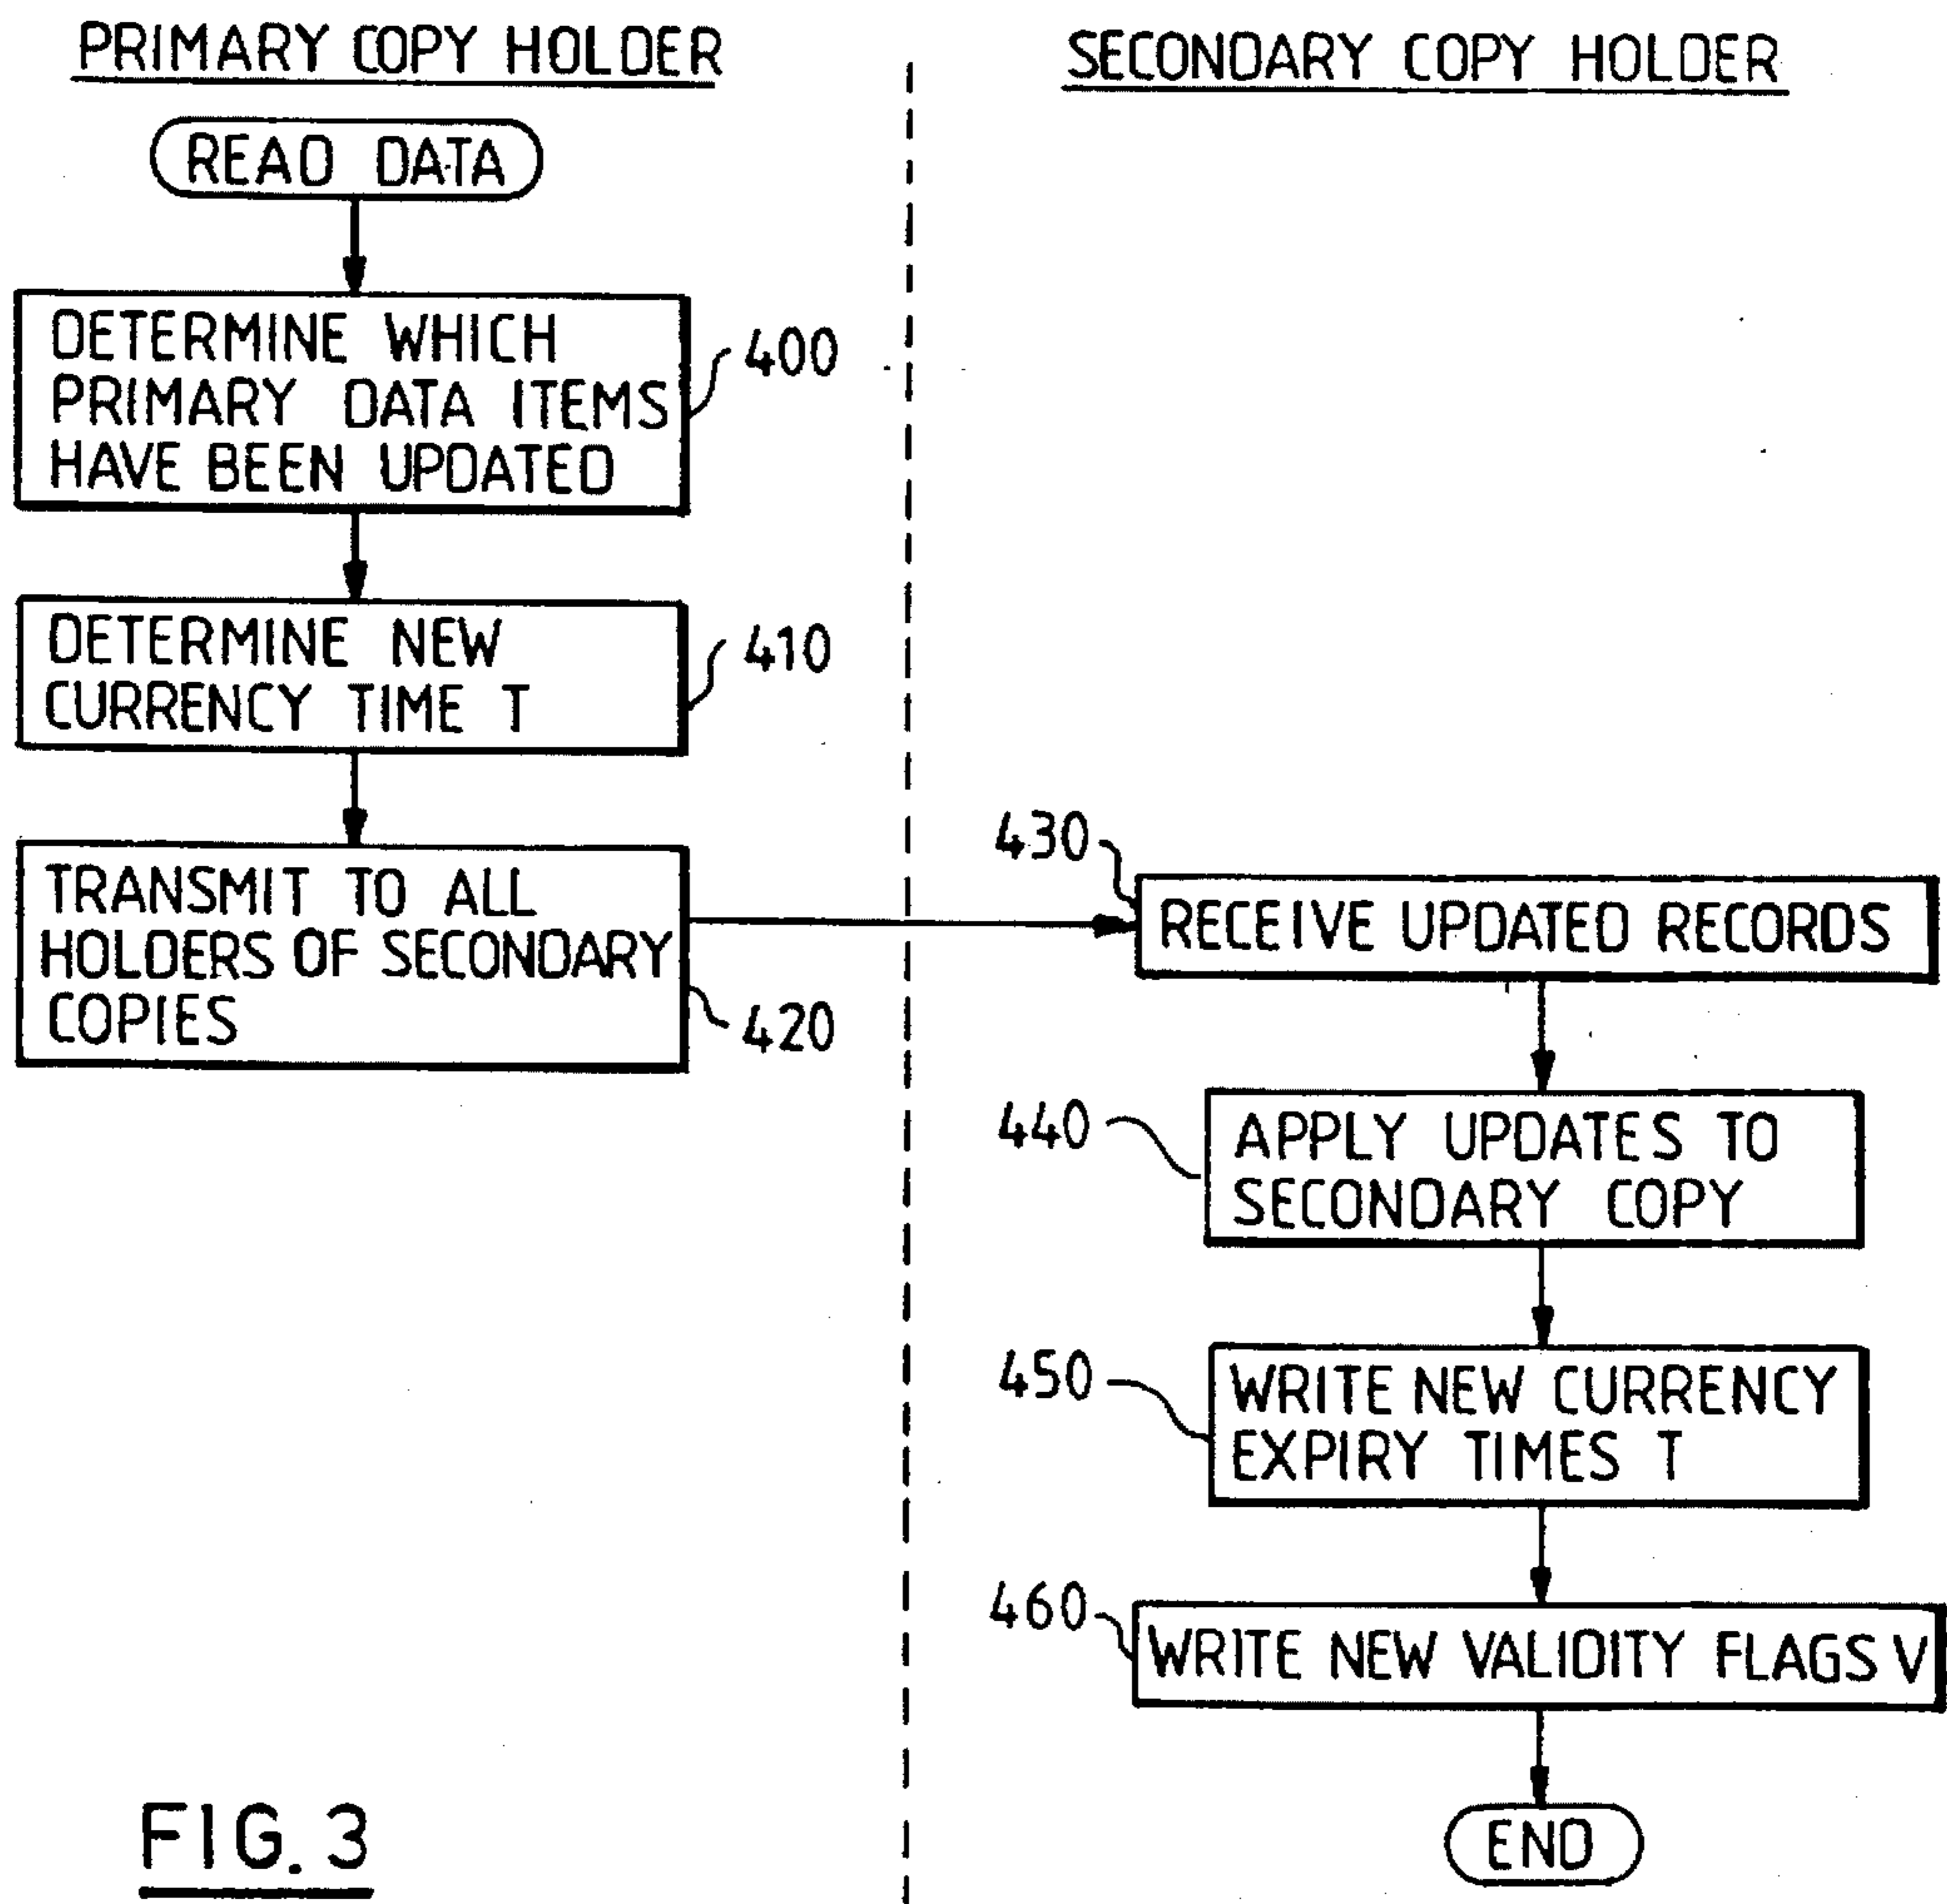 PRIMARY COPY HOLDER
READ DATA
DETERMINE WHICH
PRIMARY DATA ITEMS
HAVE BEEN UPDATED
400
DETERMINE NEW
CURRENCY TIME T
410
TRANSMIT TO ALL
HOLDERS OF SECONDARY
COPIES
420
SECONDARY COPY HOLDER
430
RECEIVE UPDATED RECORDS
440
APPLY UPDATES TO
SECONDARY COPY
450
WRITE NEW CURRENCY
EXPIRY TIMES T
460
WRITE NEW VALIDITY FLAGS V
END
FIG. 3